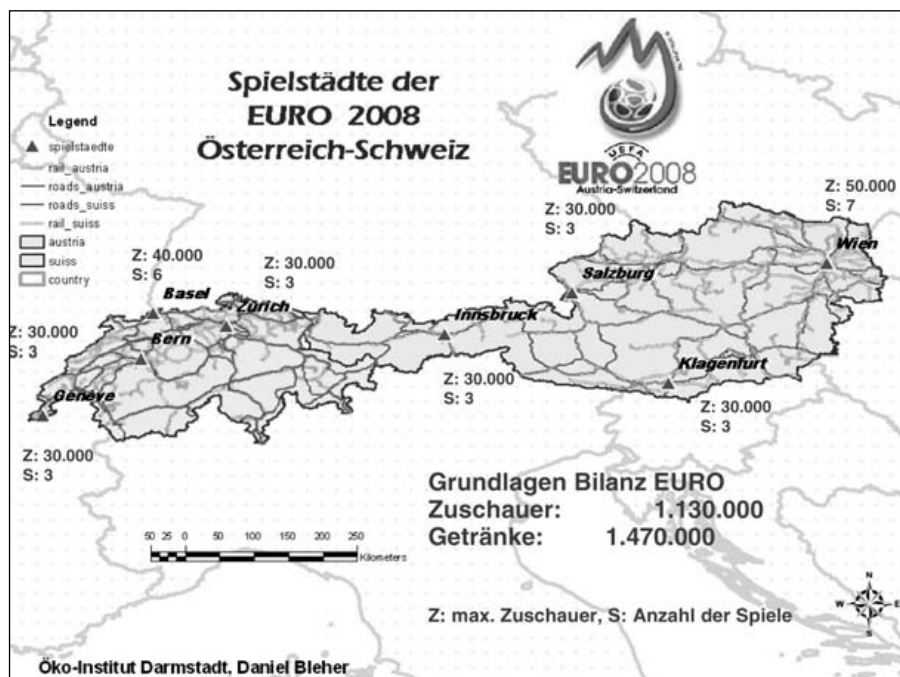 Spielstädte der
EURO 2008
Österreich-Schweiz
UEFA
EURO2008
Austria-Switzerland
Legend
spielstaedte
rail_austria
roads_austria
roads_suiss
rail_suiss
austria
suiss
country
Z: 50.000
S: 7
Wien
Z: 30.000
S: 3
Salzburg
Z: 40.000
S: 6
Basel
Z: 30.000
S: 3
Zürich
Innsbruck
Z: 30.000
S: 3
Z: 30.000
S: 3
Bern
Klagenfurt
Z: 30.000
S: 3
Geneve
Z: 30.000
S: 3
Grundlagen Bilanz EURO
Zuschauer: 1.130.000
Getränke: 1.470.000
50 25 0 50 100 150 200 250
Kilometers
Z: max. Zuschauer, S: Anzahl der Spiele
N
W E
S
Öko-Institut Darmstadt, Daniel Bleher